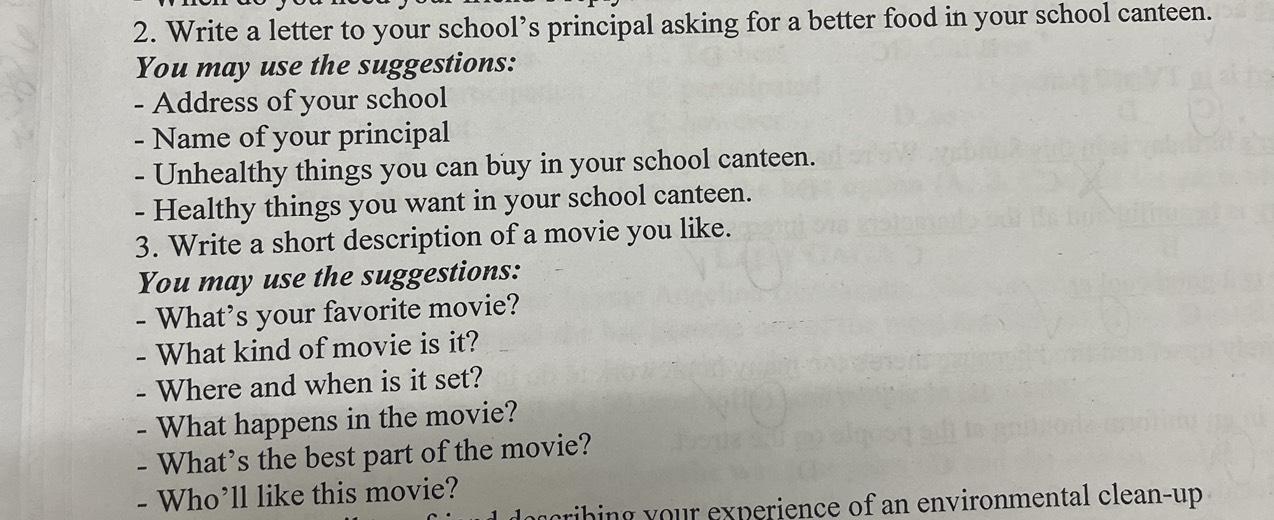 2. Write a letter to your school's principal asking for a better food in your school canteen.
You may use the suggestions:
- Address of your school
- Name of your principal
- Unhealthy things you can buy in your school canteen.
- Healthy things you want in your school canteen.
3. Write a short description of a movie you like.
You may use the suggestions:
- What's your favorite movie?
- What kind of movie is it?
- Where and when is it set?
- What happens in the movie?
- What's the best part of the movie?
- Who'll like this movie?
describing your experience of an environmental clean-up